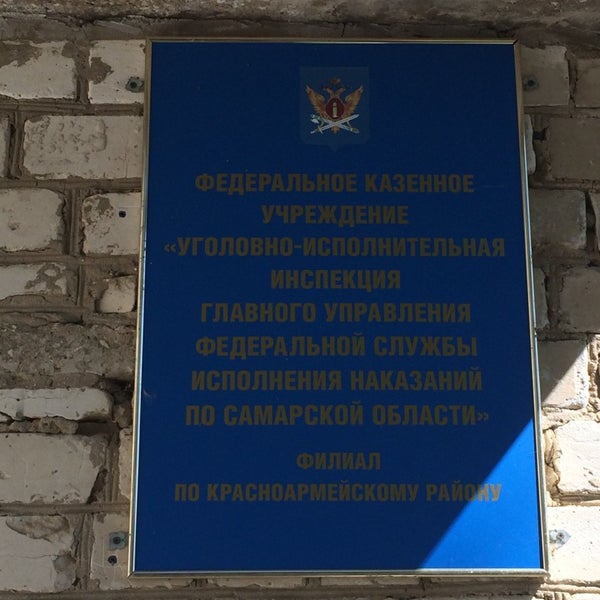 ФЕДЕРАЛЬНОЕ КАЗЕННОЕ
УЧРЕЖДЕНИЕ
«УГОЛОВНО-ИСПОЛНИТЕЛЬНАЯ
ИНСПЕКЦИЯ
ГЛАВНОГО УПРАВЛЕНИЯ
ФЕДЕРАЛЬНОЙ СЛУЖБЫ
ИСПОЛНЕНИЯ НАКАЗАНИЙ
ПО САМАРСКОЙ ОБЛАСТИ»
ФИЛИАЛ
ПО КРАСНОАРМЕЙСКОМУ РАЙОНУ